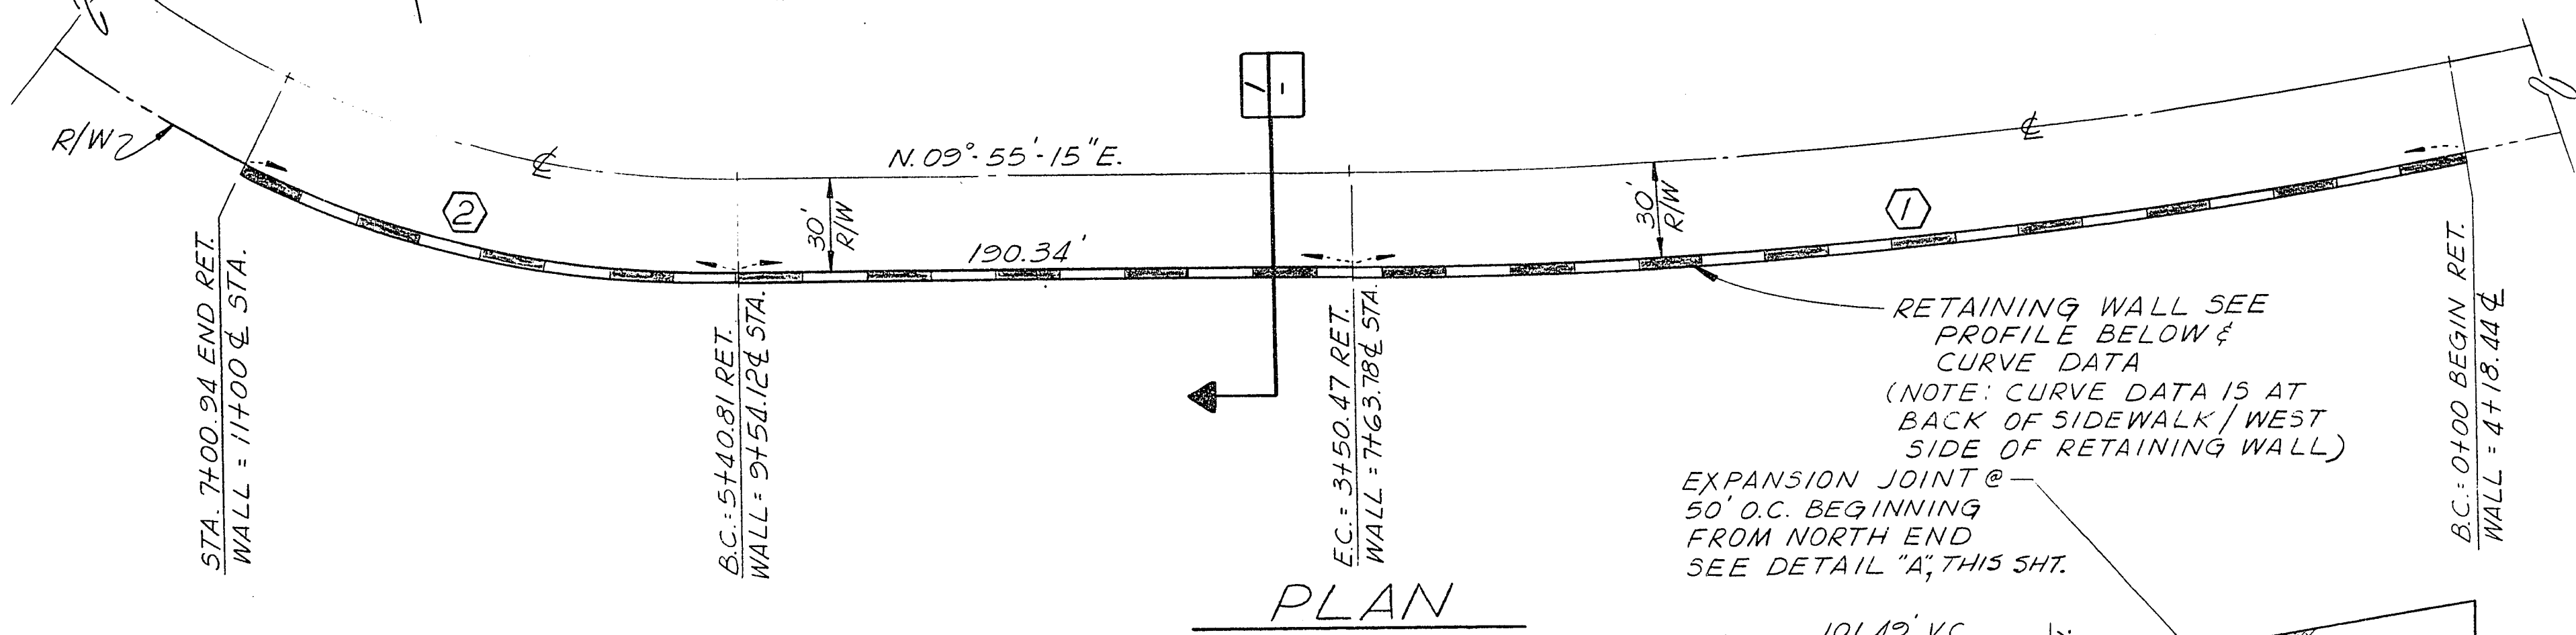 R/W
℄
N. 09°-55'-15" E.
℄
2
1
30'
R/W
30'
R/W
190.34'
STA. 7+00.94 END RET.
WALL = 11+00 ℄ STA.
B.C.= 5+40.81 RET.
WALL = 9+54.12 ℄ STA.
E.C.= 3+50.47 RET.
WALL = 7+63.78 ℄ STA.
B.C.= 0+00 BEGIN RET.
WALL = 4+18.44 ℄
RETAINING WALL SEE
PROFILE BELOW &
CURVE DATA
(NOTE: CURVE DATA IS AT
BACK OF SIDEWALK / WEST
SIDE OF RETAINING WALL)
EXPANSION JOINT @
50' O.C. BEGINNING
FROM NORTH END
SEE DETAIL "A", THIS SHT.
PLAN